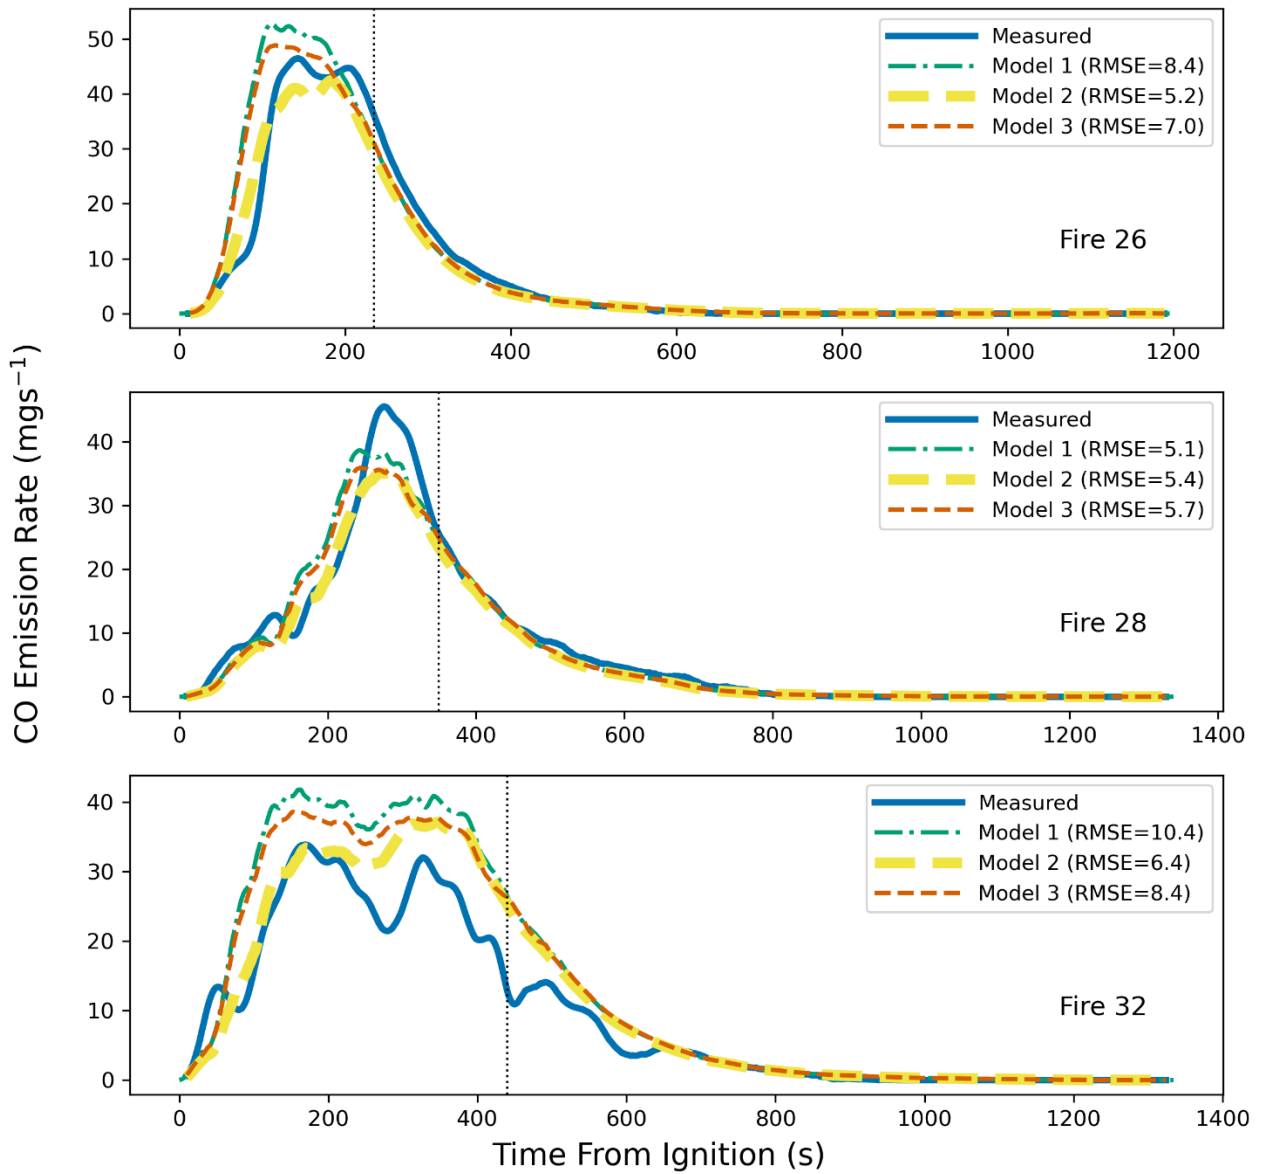 CO Emission Rate (mgs⁻¹)
50
40
30
20
10
0
Measured
Model 1 (RMSE=8.4)
Model 2 (RMSE=5.2)
Model 3 (RMSE=7.0)
Fire 26
0 200 400 600 800 1000 1200
40
30
20
10
0
Measured
Model 1 (RMSE=5.1)
Model 2 (RMSE=5.4)
Model 3 (RMSE=5.7)
Fire 28
0 200 400 600 800 1000 1200 1400
40
30
20
10
0
Measured
Model 1 (RMSE=10.4)
Model 2 (RMSE=6.4)
Model 3 (RMSE=8.4)
Fire 32
0 200 400 600 800 1000 1200 1400
Time From Ignition (s)